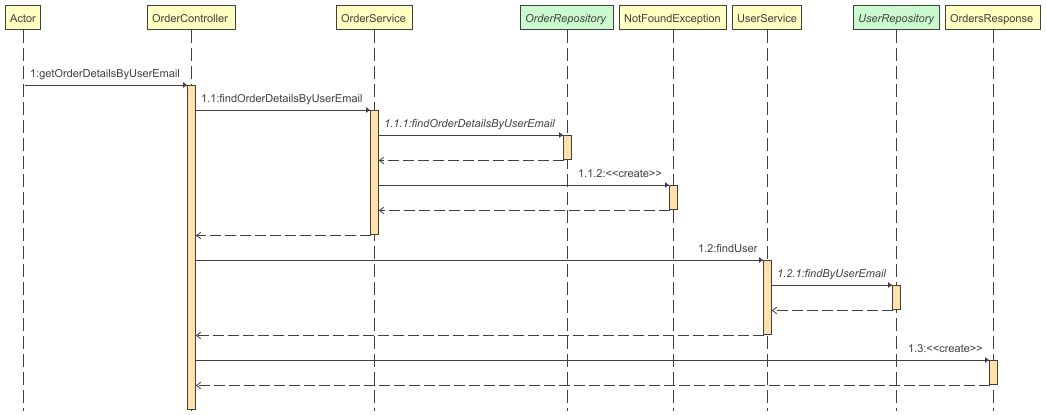 Actor
OrderController
OrderService
OrderRepository
NotFoundException
UserService
UserRepository
OrdersResponse
1:getOrderDetailsByUserEmail
1.1:findOrderDetailsByUserEmail
1.1.1:findOrderDetailsByUserEmail
1.1.2:<<create>>
1.2:findUser
1.2.1:findByUserEmail
1.3:<<create>>